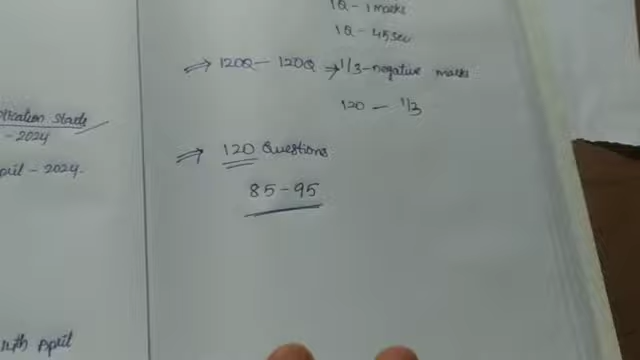 1Q - 1 marks
1Q - 45 sec
⇒ 120Q - 120Q → 1/3 - negative marks
120 - 1/3
⇒ 120 Questions
85 - 95
- 2024
- 2024
April